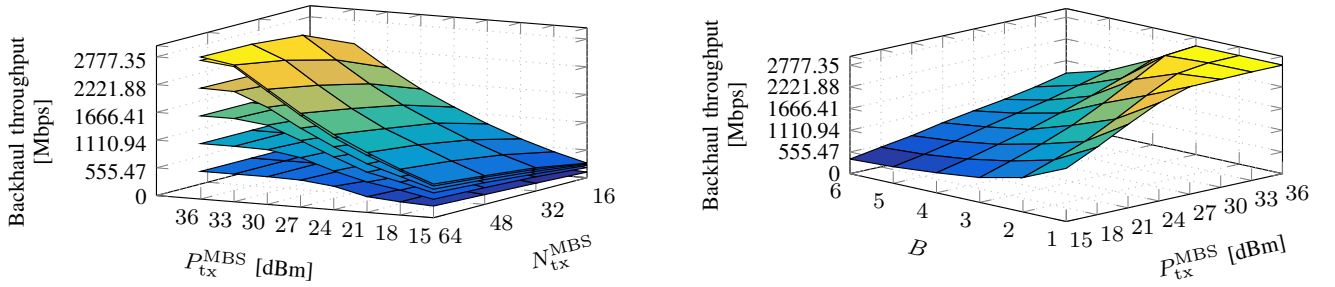 Backhaul throughput
[Mbps]
2777.35
2221.88
1666.41
1110.94
555.47
0
36 33 30 27 24 21 18 15
64 48 32 16
P_tx^MBS [dBm]
N_tx^MBS
Backhaul throughput
[Mbps]
2777.35
2221.88
1666.41
1110.94
555.47
0
6 5 4 3 2 1
15 18 21 24 27 30 33 36
B
P_tx^MBS [dBm]